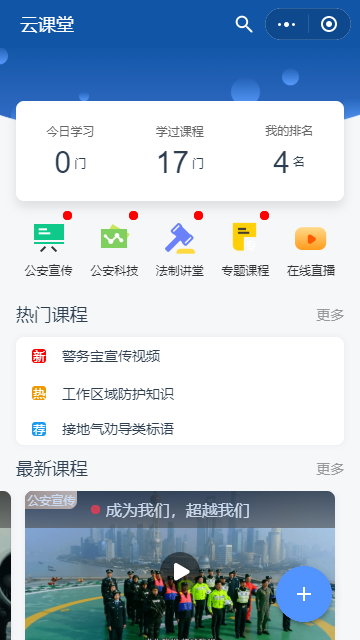 云课堂
今日学习 学过课程 我的排名
0门 17门 4名
公安宣传 公安科技 法制讲堂 专题课程 在线直播
热门课程 更多
新 警务宝宣传视频
热 工作区域防护知识
荐 接地气劝导类标语
最新课程 更多
公安宣传
成为我们，超越我们